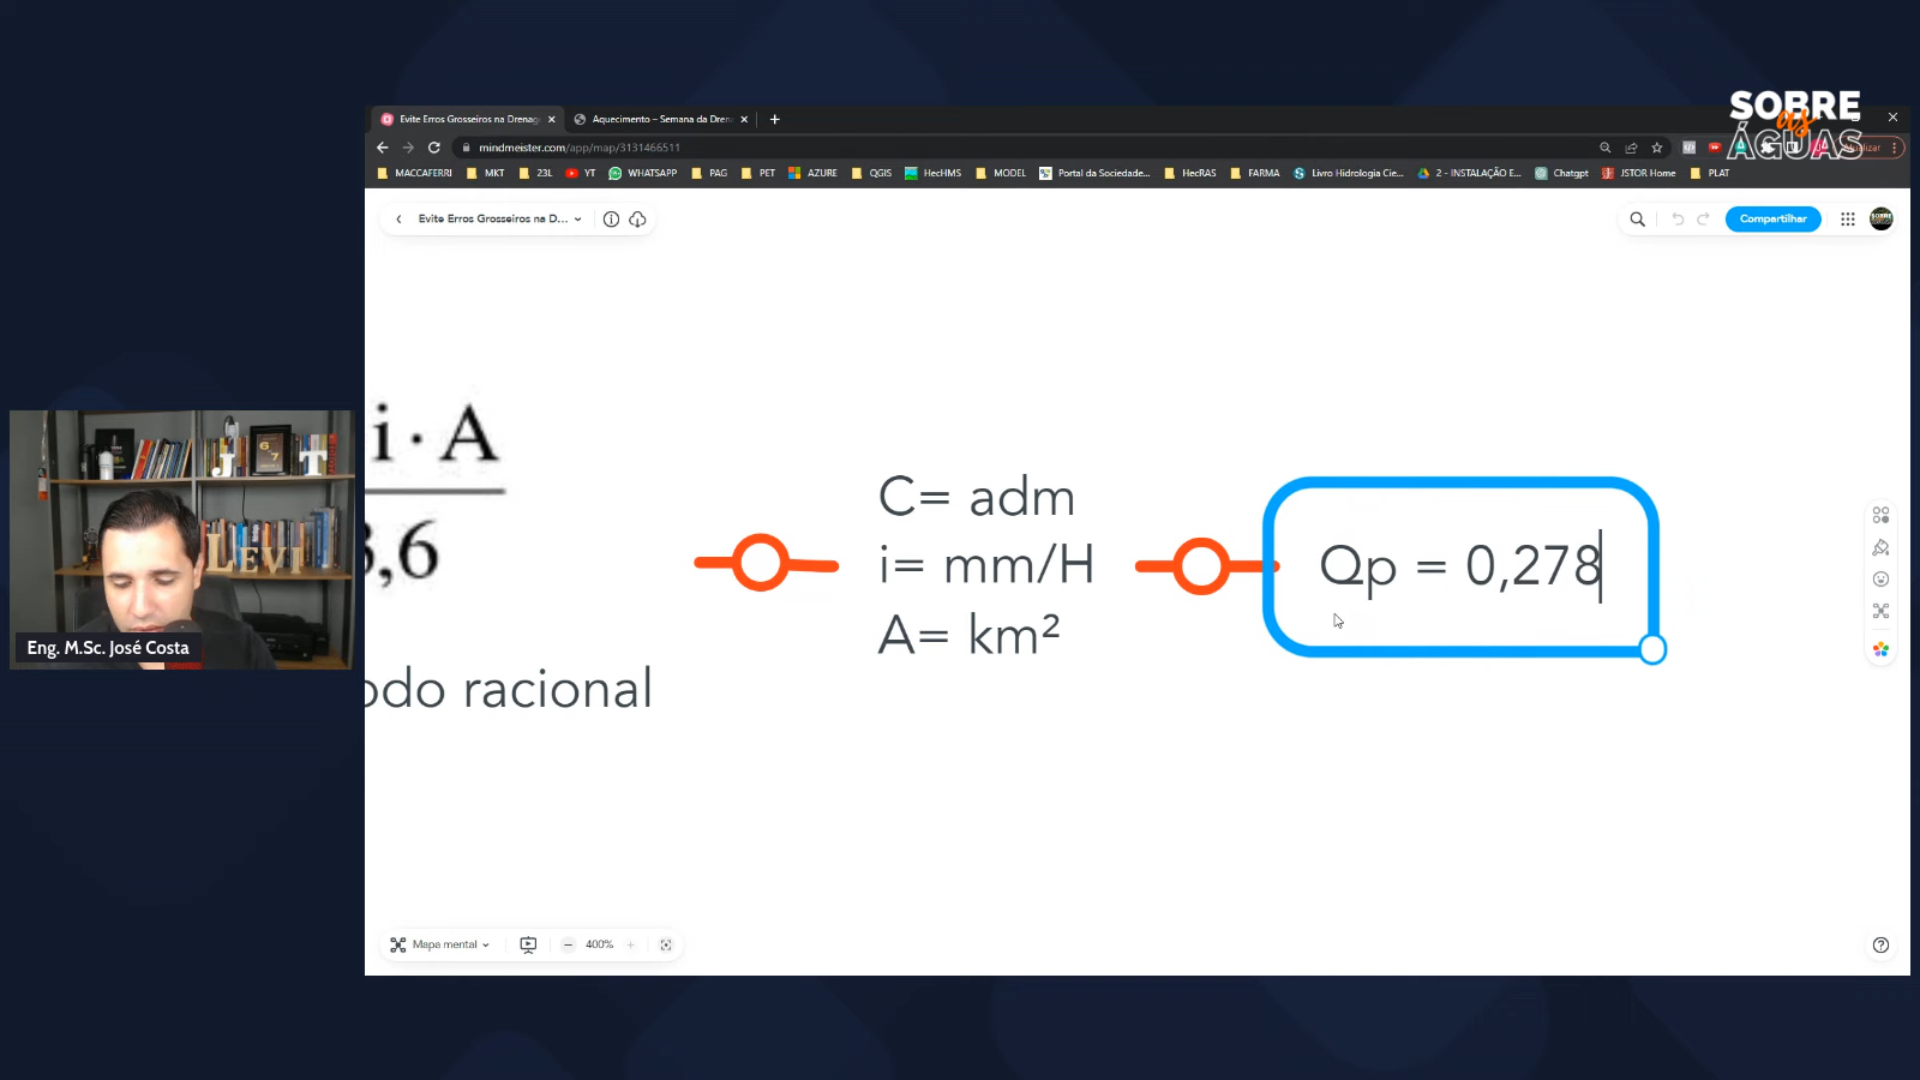 SOBRE
as
ÁGUAS
Evite Erros Grosseiros na Drenag
Aquecimento – Semana da Dren
mindmeister.com/app/map/3131466511
MACCAFERRI
MKT
23L
YT
WHATSAPP
PAG
PET
AZURE
QGIS
HecHMS
MODEL
Portal da Sociedade...
HecRAS
FARMA
Livro Hidrologia Cie...
2 - INSTALAÇÃO E...
Chatgpt
JSTOR Home
PLAT
Evite Erros Grosseiros na D...
Compartilhar
i · A
3,6
odo racional
C= adm
i= mm/H
A= km²
Qp = 0,278
J
T
LEVI
Eng. M.Sc. José Costa
Mapa mental
400%